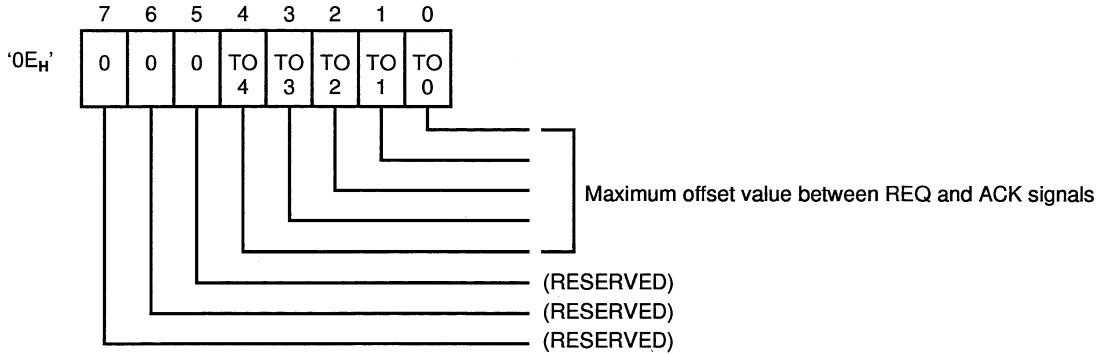 7 6 5 4 3 2 1 0
‘0EH’ 0 0 0 TO 4 TO 3 TO 2 TO 1 TO 0
Maximum offset value between REQ and ACK signals
(RESERVED)
(RESERVED)
(RESERVED)